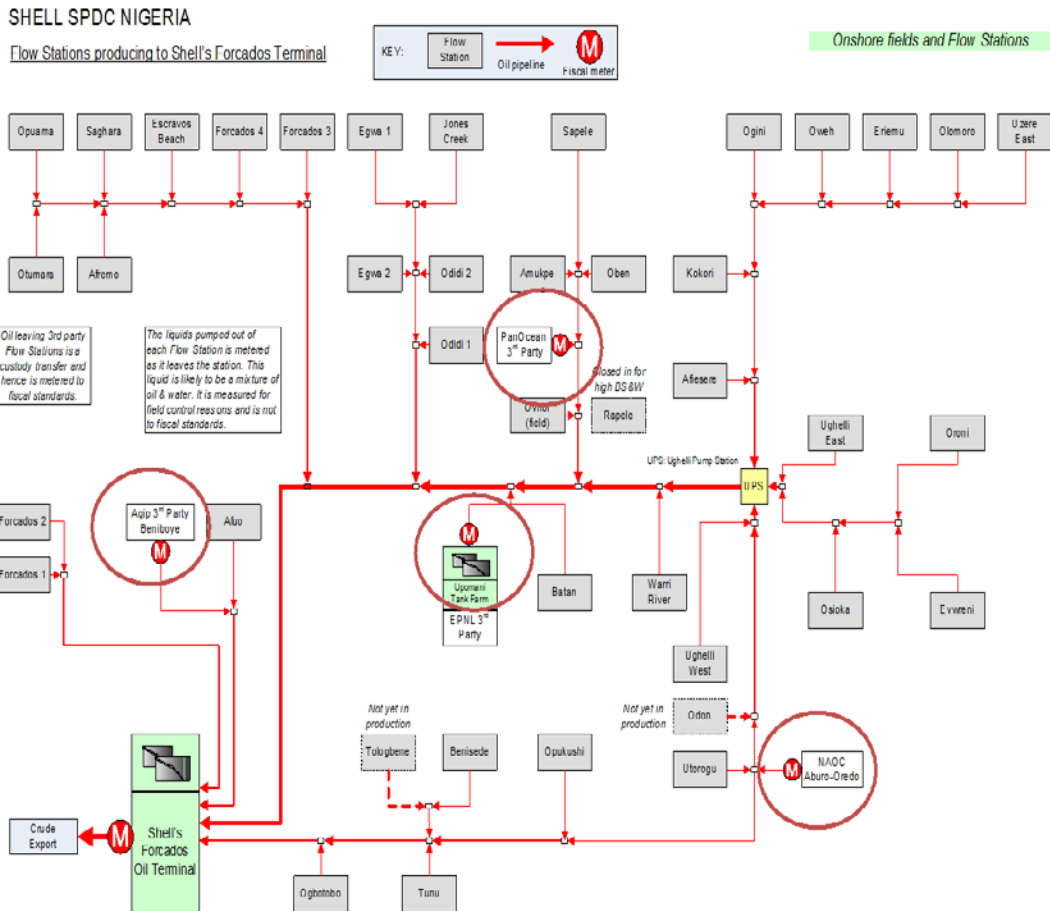 SHELL SPDC NIGERIA
Flow Stations producing to Shell's Forcados Terminal
KEY:
Flow
Station
Oil pipeline
M
Fiscal meter
Onshore fields and Flow Stations
Opuama
Saghara
Escravos
Beach
Forcados 4
Forcados 3
Egwa 1
Jones
Creek
Sapele
Ogini
Oweh
Eriemu
Olomoro
Uzere
East
Otumara
Afremo
Egwa 2
Odidi 2
Amukpe
Oben
Kokori
Oil leaving 3rd party
Flow Stations is a
custody transfer and
hence is metered to
fiscal standards.
The liquids pumped out of
each Flow Station is metered
as it leaves the station. This
liquid is likely to be a mixture of
oil & water. It is measured for
field control reasons and is not
to fiscal standards.
Odidi 1
PanOcean
3rd Party
M
Closed in for
high BS&W
Ovhor
(field)
Rapele
Afiesere
UPS: Ughelli Pump Station
UPS
Ughelli
East
Oroni
Forcados 2
Forcados 1
Agip 3rd Party
Beniboye
M
Afuo
M
Upomani
Tank Farm
EPNL 3rd
Party
Batan
Warri
River
Osioka
Evwreni
Ughelli
West
Not yet in
production
Odon
Not yet in
production
Tologbene
Benisede
Opukushi
Utorogu
M
NAOC
Aburo-Oredo
Crude
Export
M
Shell's
Forcados
Oil Terminal
Ogbotobo
Tunu